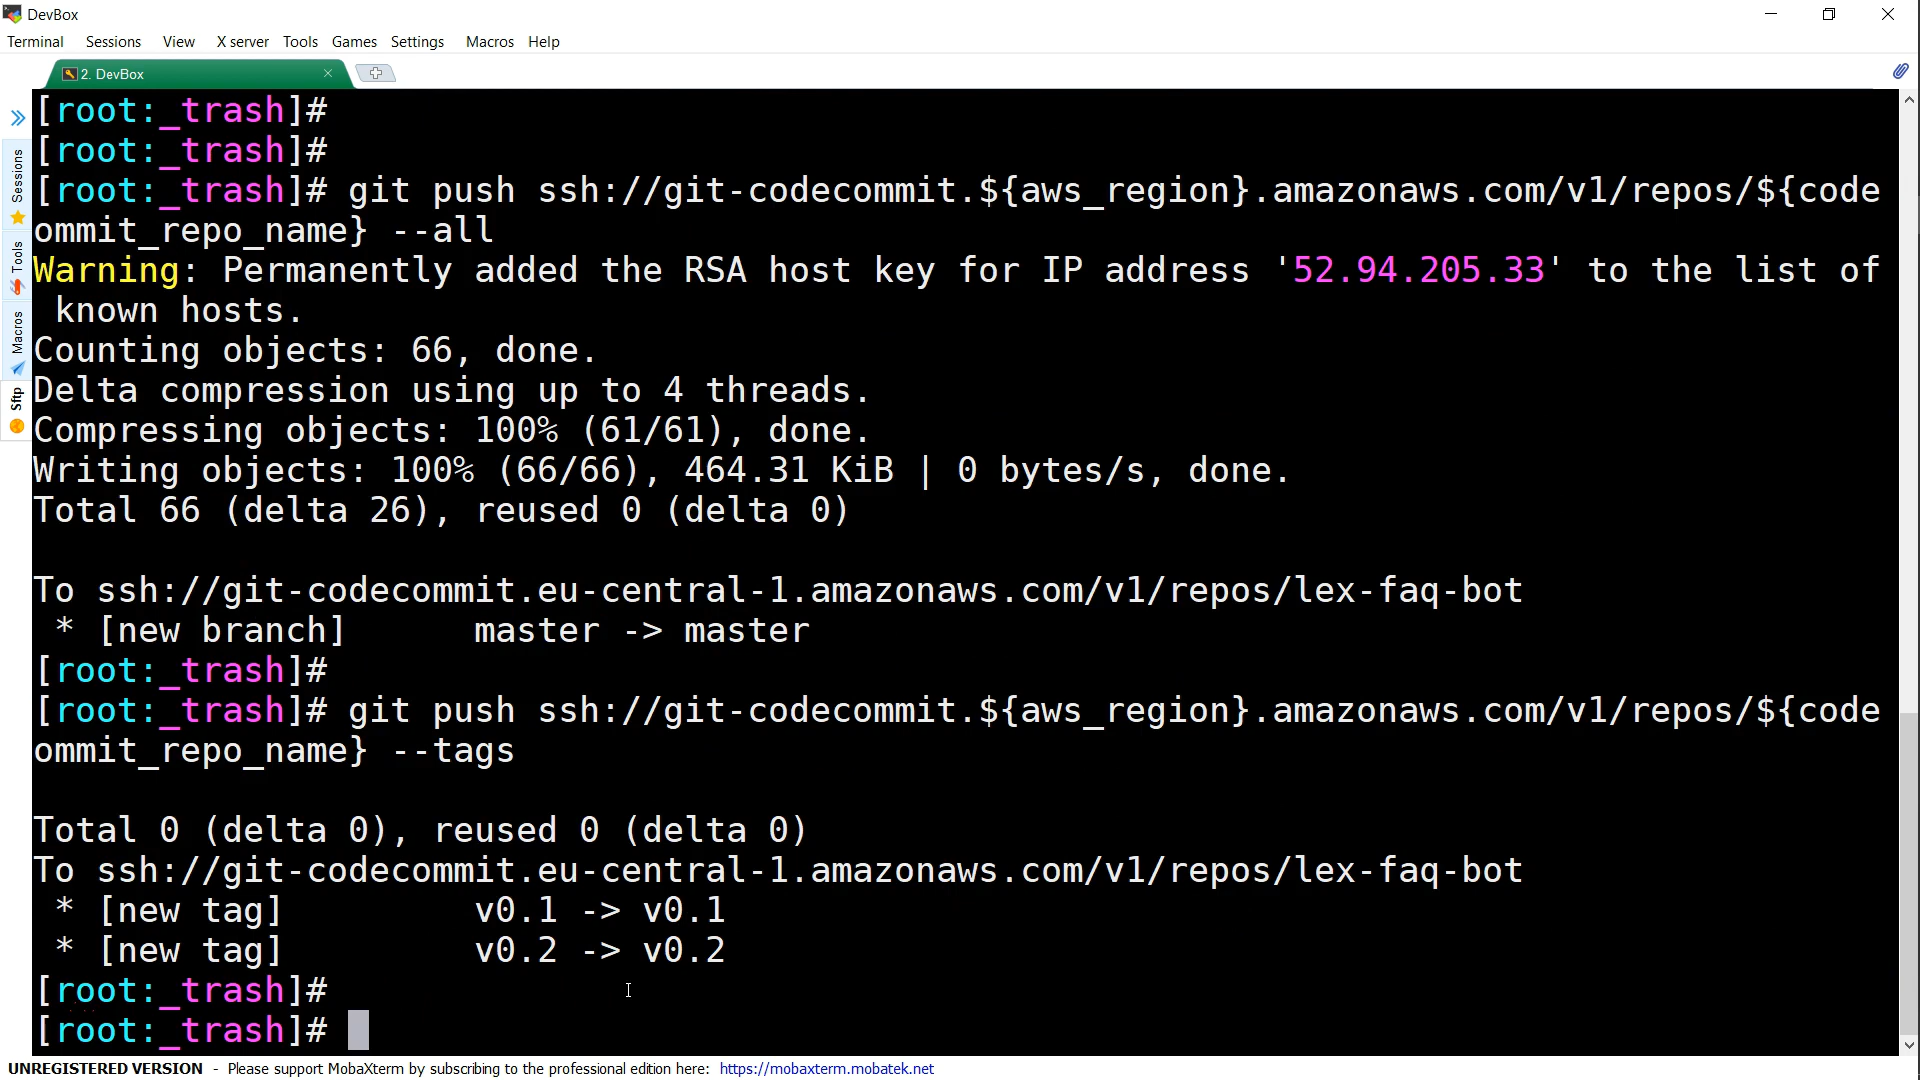 DevBox
Terminal Sessions View X server Tools Games Settings Macros Help
2. DevBox
Sessions
Tools
Macros
Sftp
[root:_trash]#
[root:_trash]#
[root:_trash]# git push ssh://git-codecommit.${aws_region}.amazonaws.com/v1/repos/${code
ommit_repo_name} --all
Warning: Permanently added the RSA host key for IP address '52.94.205.33' to the list of
known hosts.
Counting objects: 66, done.
Delta compression using up to 4 threads.
Compressing objects: 100% (61/61), done.
Writing objects: 100% (66/66), 464.31 KiB | 0 bytes/s, done.
Total 66 (delta 26), reused 0 (delta 0)
To ssh://git-codecommit.eu-central-1.amazonaws.com/v1/repos/lex-faq-bot
* [new branch] master -> master
[root:_trash]#
[root:_trash]# git push ssh://git-codecommit.${aws_region}.amazonaws.com/v1/repos/${code
ommit_repo_name} --tags
Total 0 (delta 0), reused 0 (delta 0)
To ssh://git-codecommit.eu-central-1.amazonaws.com/v1/repos/lex-faq-bot
* [new tag] v0.1 -> v0.1
* [new tag] v0.2 -> v0.2
[root:_trash]#
[root:_trash]#
UNREGISTERED VERSION - Please support MobaXterm by subscribing to the professional edition here: https://mobaxterm.mobatek.net